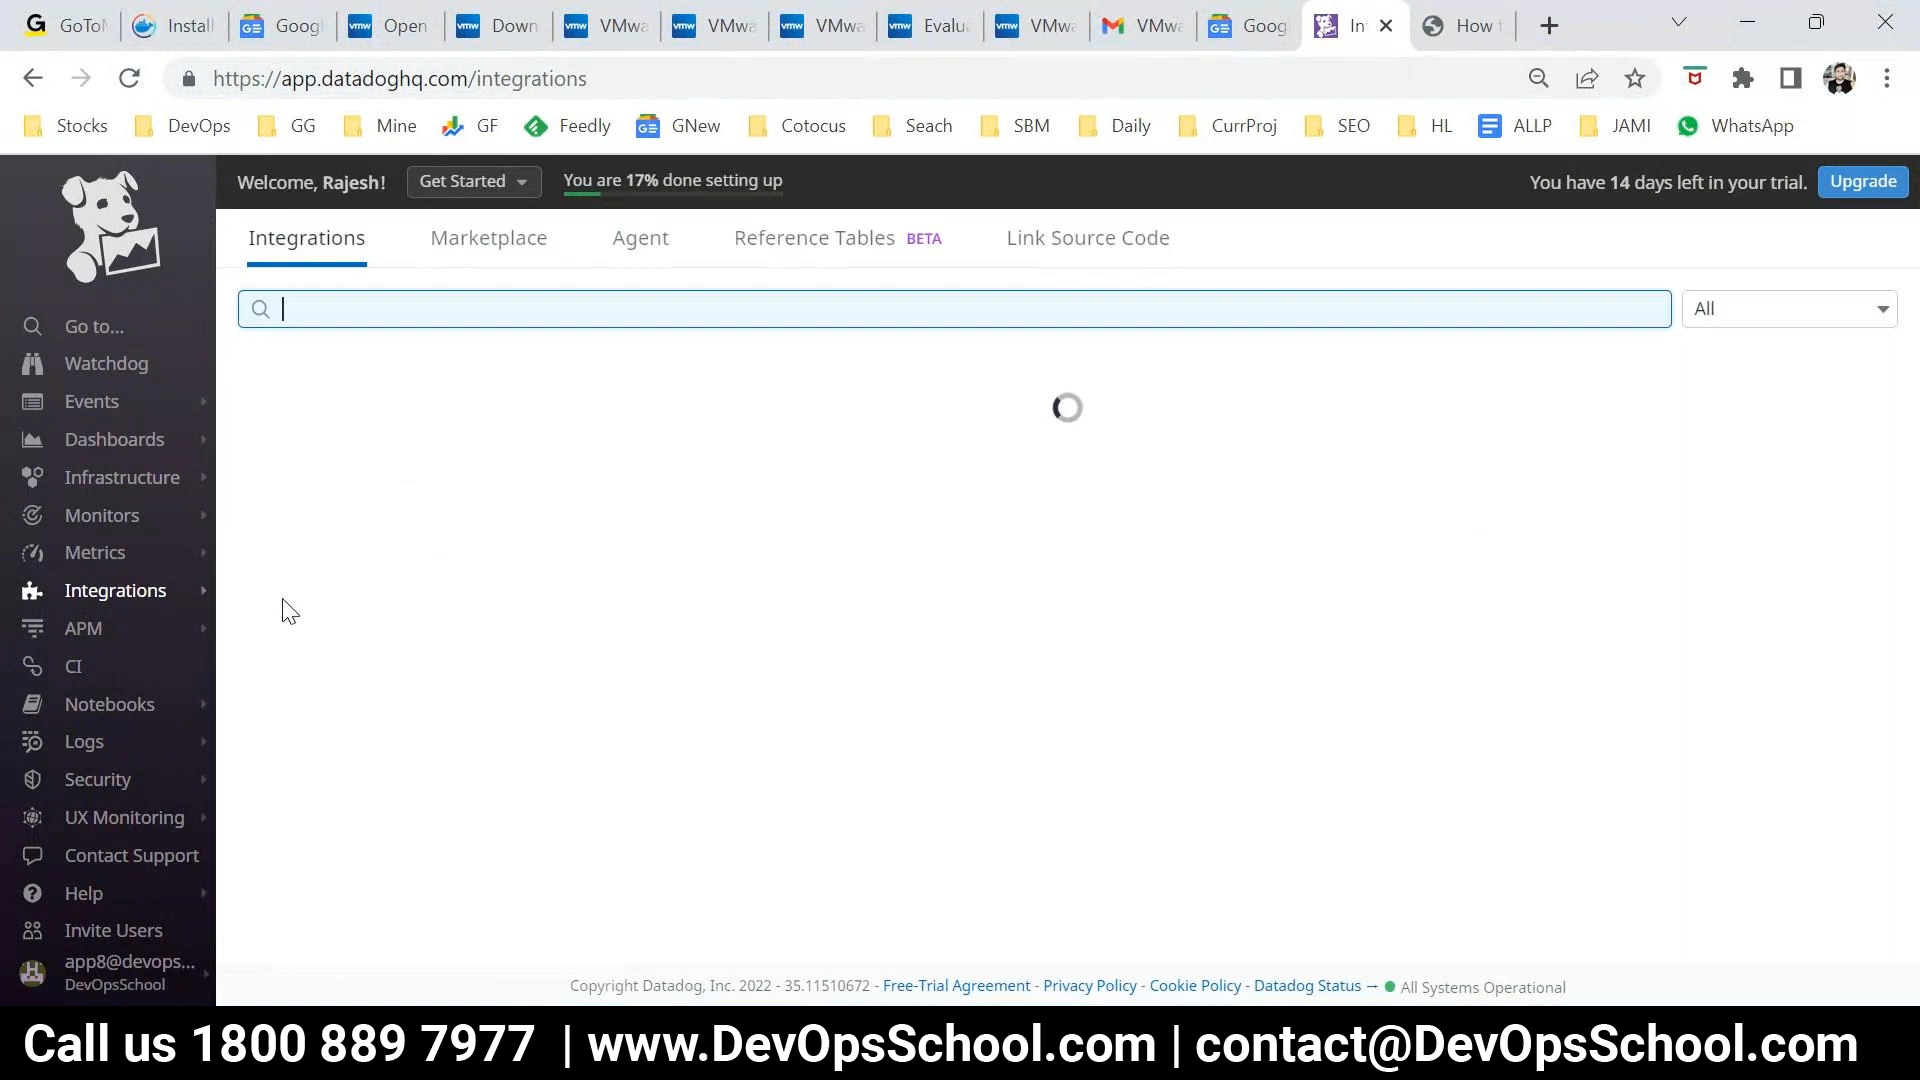 GoTo
Install
Googl
Open
Down
VMwa
VMwa
VMwa
Evalua
VMwa
VMwa
Goog
In
How t
https://app.datadoghq.com/integrations
Stocks
DevOps
GG
Mine
GF
Feedly
GNew
Cotocus
Seach
SBM
Daily
CurrProj
SEO
HL
ALLP
JAMI
WhatsApp
Welcome, Rajesh!
Get Started
You are 17% done setting up
You have 14 days left in your trial.
Upgrade
Integrations
Marketplace
Agent
Reference Tables BETA
Link Source Code
All
Go to...
Watchdog
Events
Dashboards
Infrastructure
Monitors
Metrics
Integrations
APM
CI
Notebooks
Logs
Security
UX Monitoring
Contact Support
Help
Invite Users
app8@devops...
DevOpsSchool
Copyright Datadog, Inc. 2022 - 35.11510672 - Free-Trial Agreement - Privacy Policy - Cookie Policy - Datadog Status → All Systems Operational
Call us 1800 889 7977 | www.DevOpsSchool.com | contact@DevOpsSchool.com